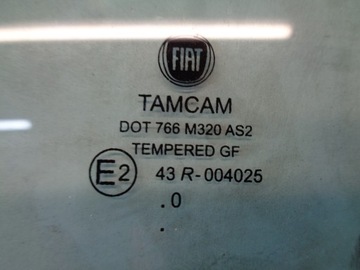 FIAT
TAMCAM
DOT 766 M320 AS2
TEMPERED GF
E2 43 R-004025
.0
.